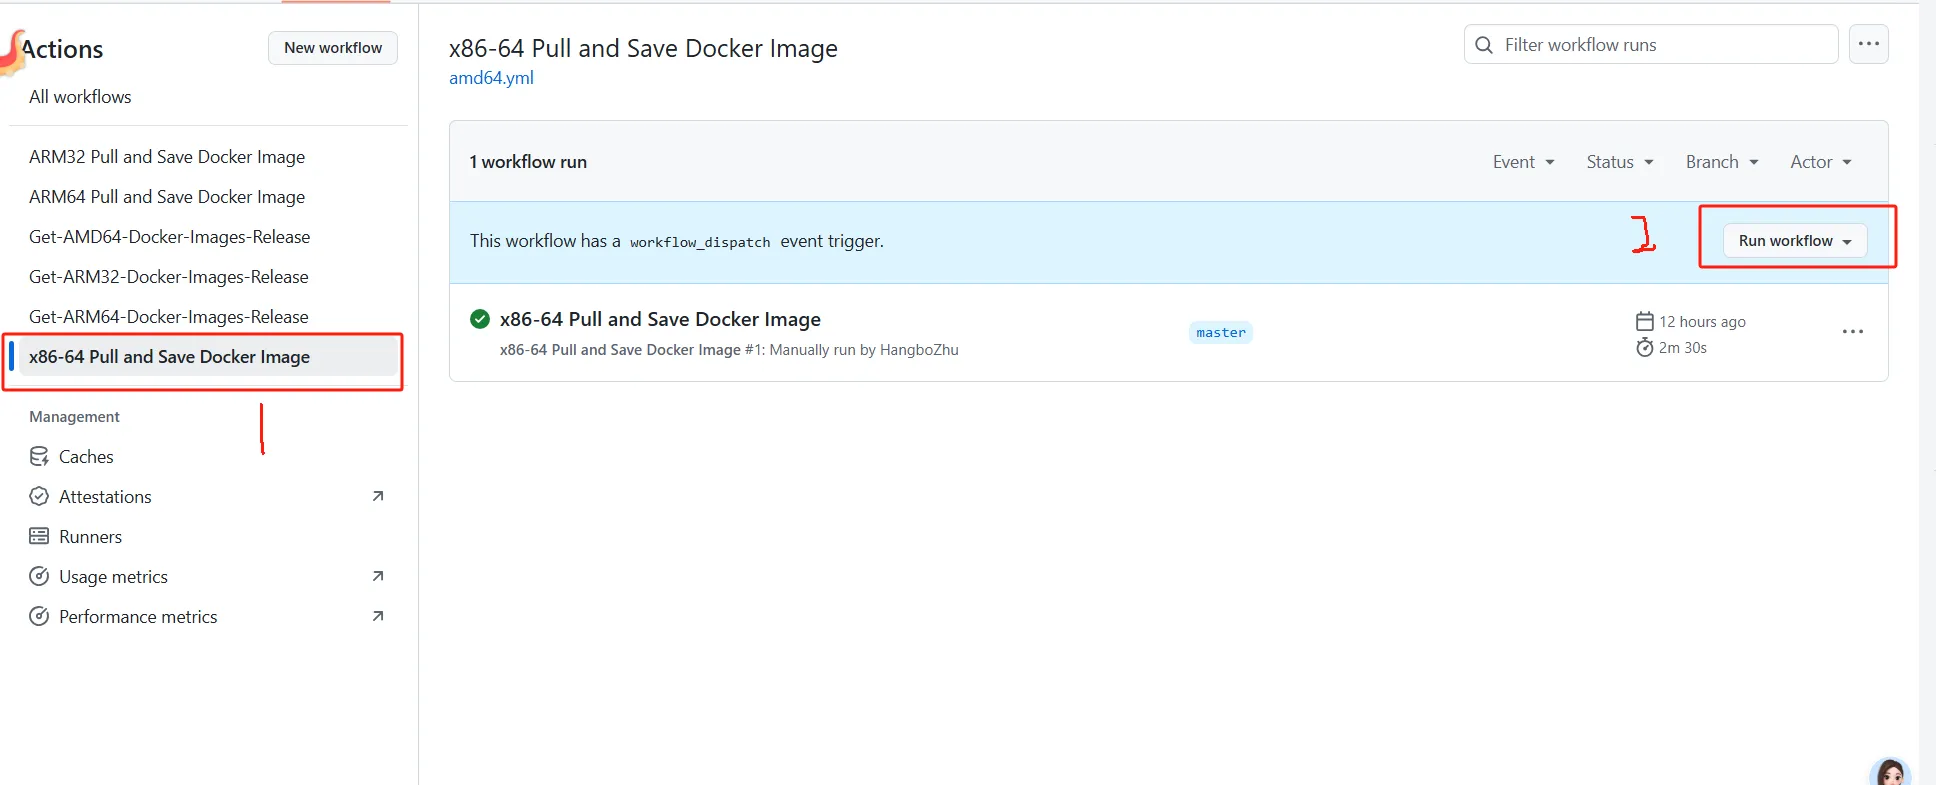 Actions
New workflow
All workflows
ARM32 Pull and Save Docker Image
ARM64 Pull and Save Docker Image
Get-AMD64-Docker-Images-Release
Get-ARM32-Docker-Images-Release
Get-ARM64-Docker-Images-Release
x86-64 Pull and Save Docker Image
1
Management
Caches
Attestations
Runners
Usage metrics
Performance metrics
x86-64 Pull and Save Docker Image
amd64.yml
Filter workflow runs
1 workflow run
Event
Status
Branch
Actor
This workflow has a workflow_dispatch event trigger.
2
Run workflow
x86-64 Pull and Save Docker Image
x86-64 Pull and Save Docker Image #1: Manually run by HangboZhu
master
12 hours ago
2m 30s